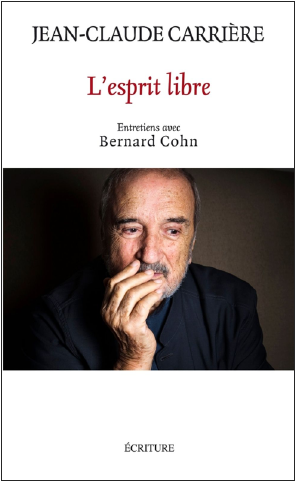 JEAN-CLAUDE CARRIÈRE
L'esprit libre
Entretiens avec
Bernard Cohn
ÉCRITURE